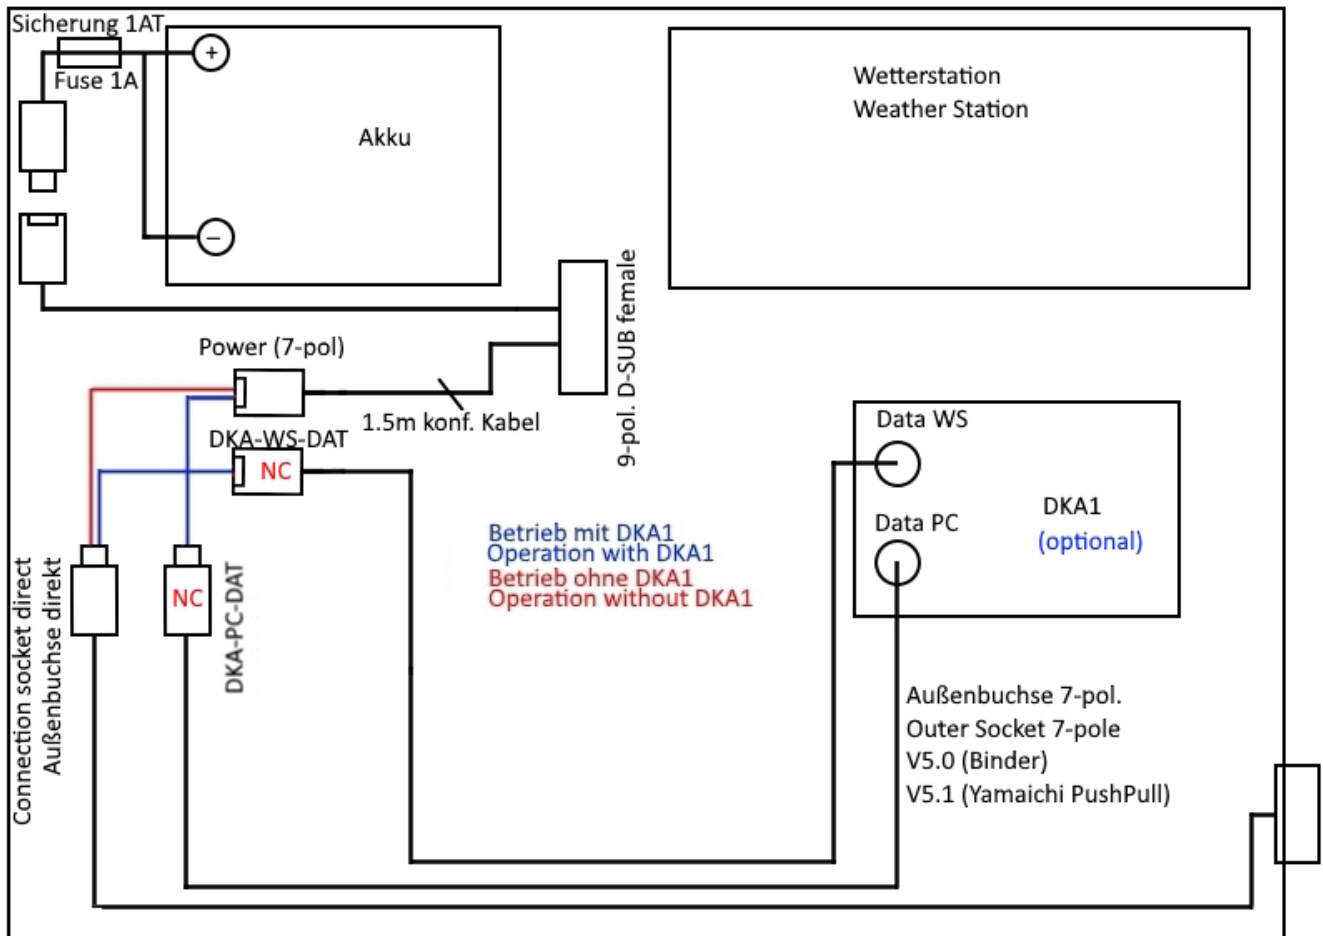 Sicherung 1AT
Fuse 1A
+
Akku
–
Wetterstation
Weather Station
9-pol. D-SUB female
Power (7-pol)
1.5m konf. Kabel
DKA-WS-DAT
NC
Data WS
Data PC
DKA1
(optional)
Betrieb mit DKA1
Operation with DKA1
Betrieb ohne DKA1
Operation without DKA1
Connection socket direct
Außenbuchse direkt
NC
DKA-PC-DAT
Außenbuchse 7-pol.
Outer Socket 7-pole
V5.0 (Binder)
V5.1 (Yamaichi PushPull)